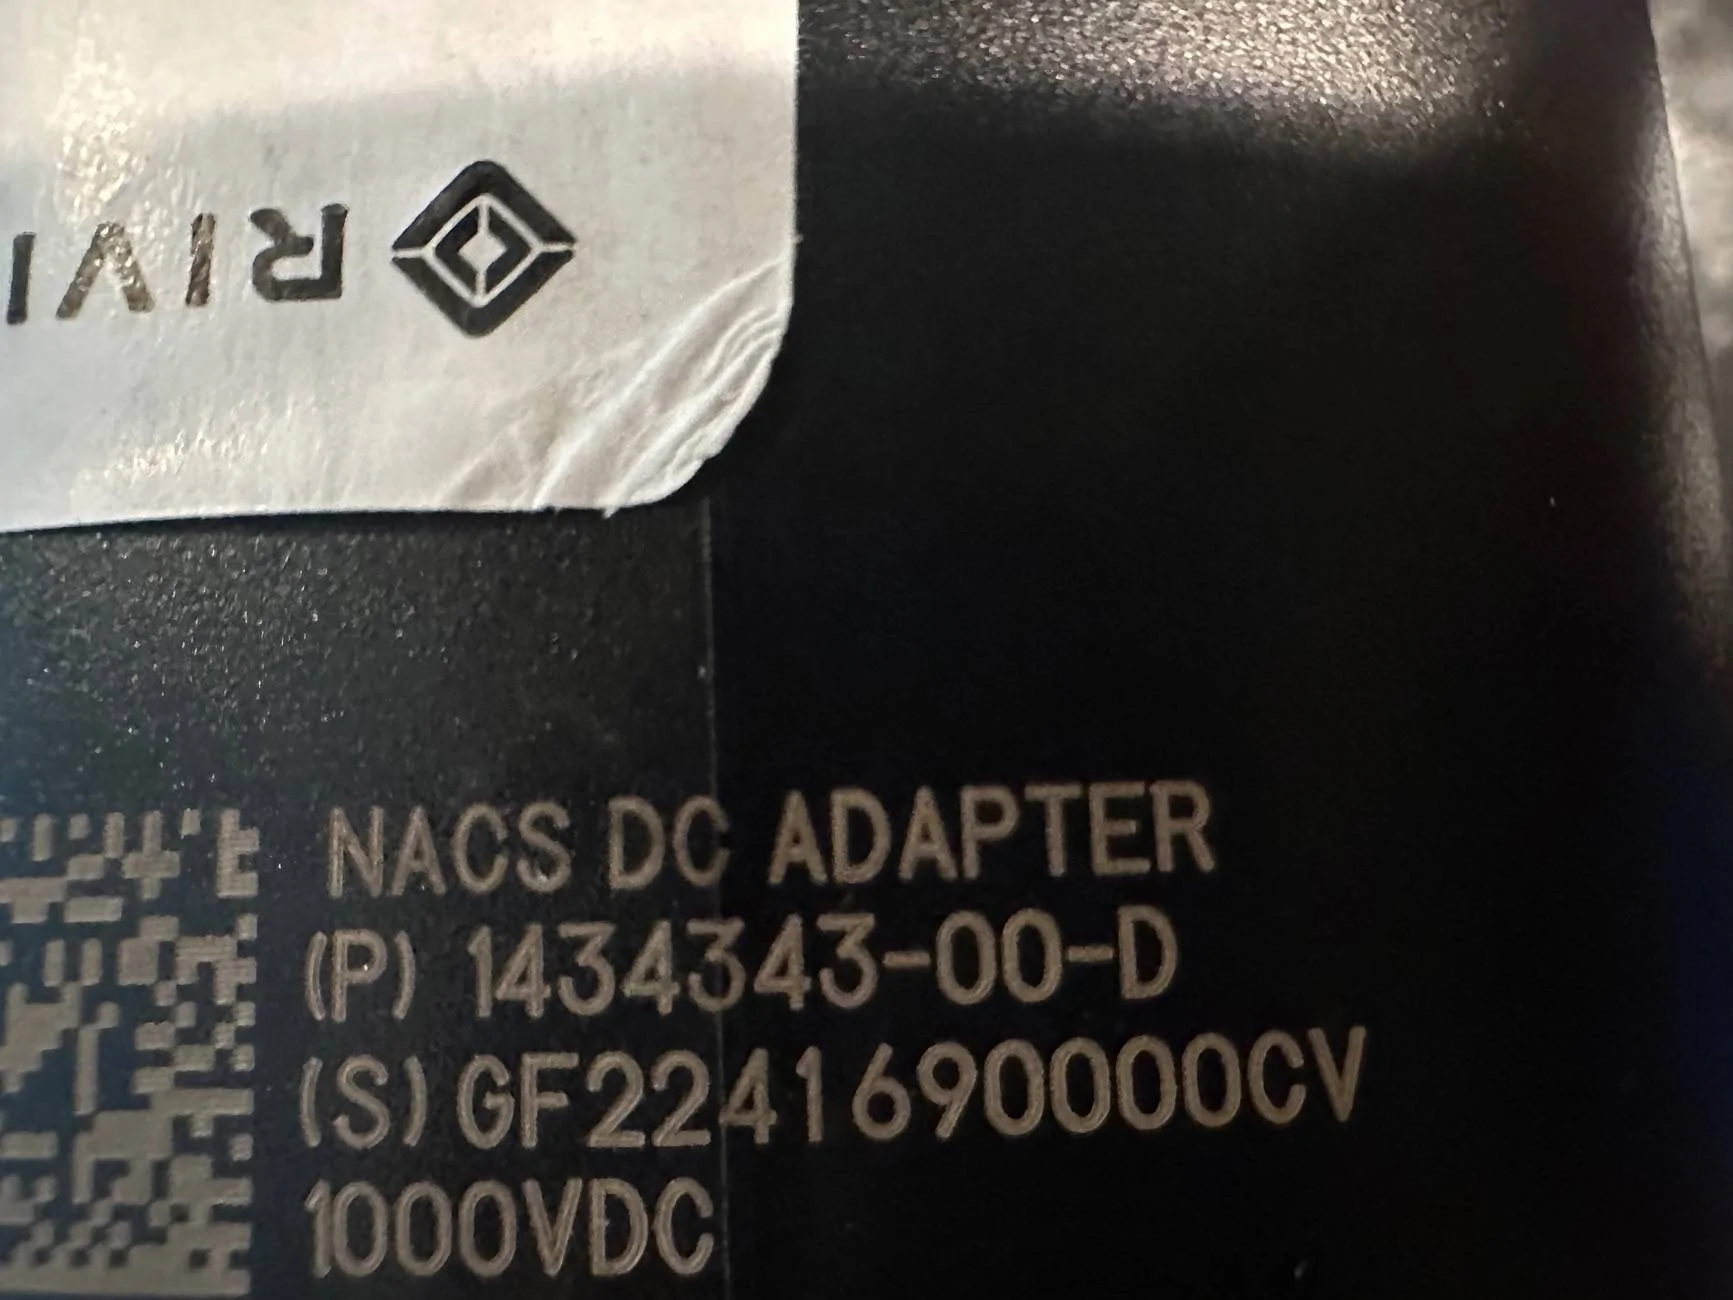 RIVI
NACS DC ADAPTER
(P) 1434343-00-D
(S) GF2241690000CV
1000VDC